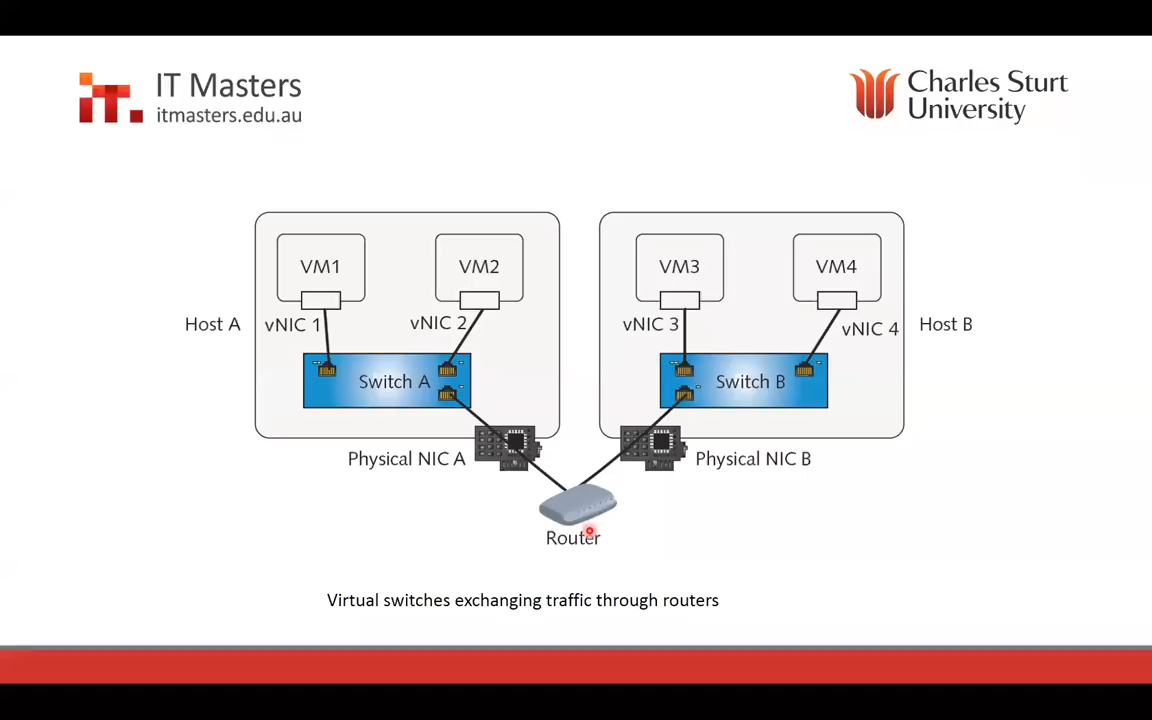 IT Masters
itmasters.edu.au
Charles Sturt
University
VM1
VM2
VM3
VM4
Host A
vNIC 1
vNIC 2
vNIC 3
vNIC 4
Host B
Switch A
Switch B
Physical NIC A
Physical NIC B
Router
Virtual switches exchanging traffic through routers